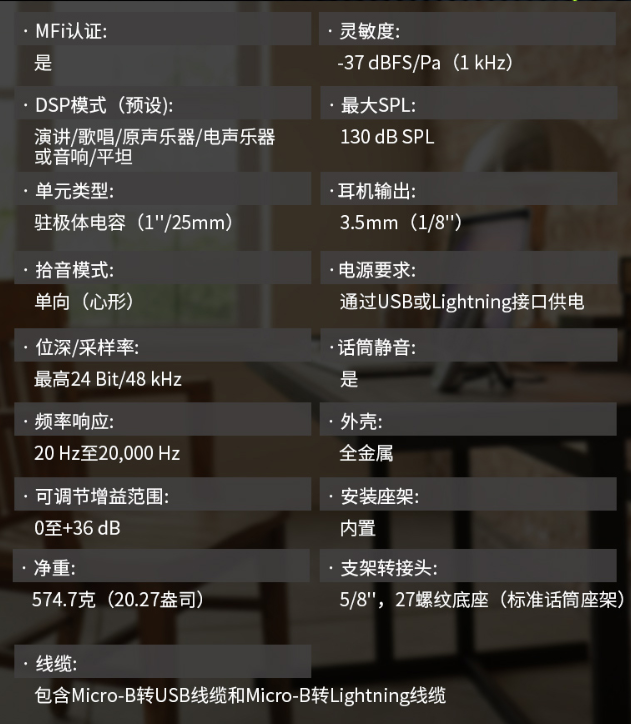 · MFi认证:
是
· 灵敏度:
-37 dBFS/Pa（1 kHz）
· DSP模式（预设):
演讲/歌唱/原声乐器/电声乐器
或音响/平坦
· 最大SPL:
130 dB SPL
· 单元类型:
驻极体电容（1''/25mm）
· 耳机输出:
3.5mm（1/8''）
· 拾音模式:
单向（心形）
· 电源要求:
通过USB或Lightning接口供电
· 位深/采样率:
最高24 Bit/48 kHz
· 话筒静音:
是
· 频率响应:
20 Hz至20,000 Hz
· 外壳:
全金属
· 可调节增益范围:
0至+36 dB
· 安装座架:
内置
· 净重:
574.7克（20.27盎司）
· 支架转接头:
5/8''，27螺纹底座（标准话筒座架）
· 线缆:
包含Micro-B转USB线缆和Micro-B转Lightning线缆